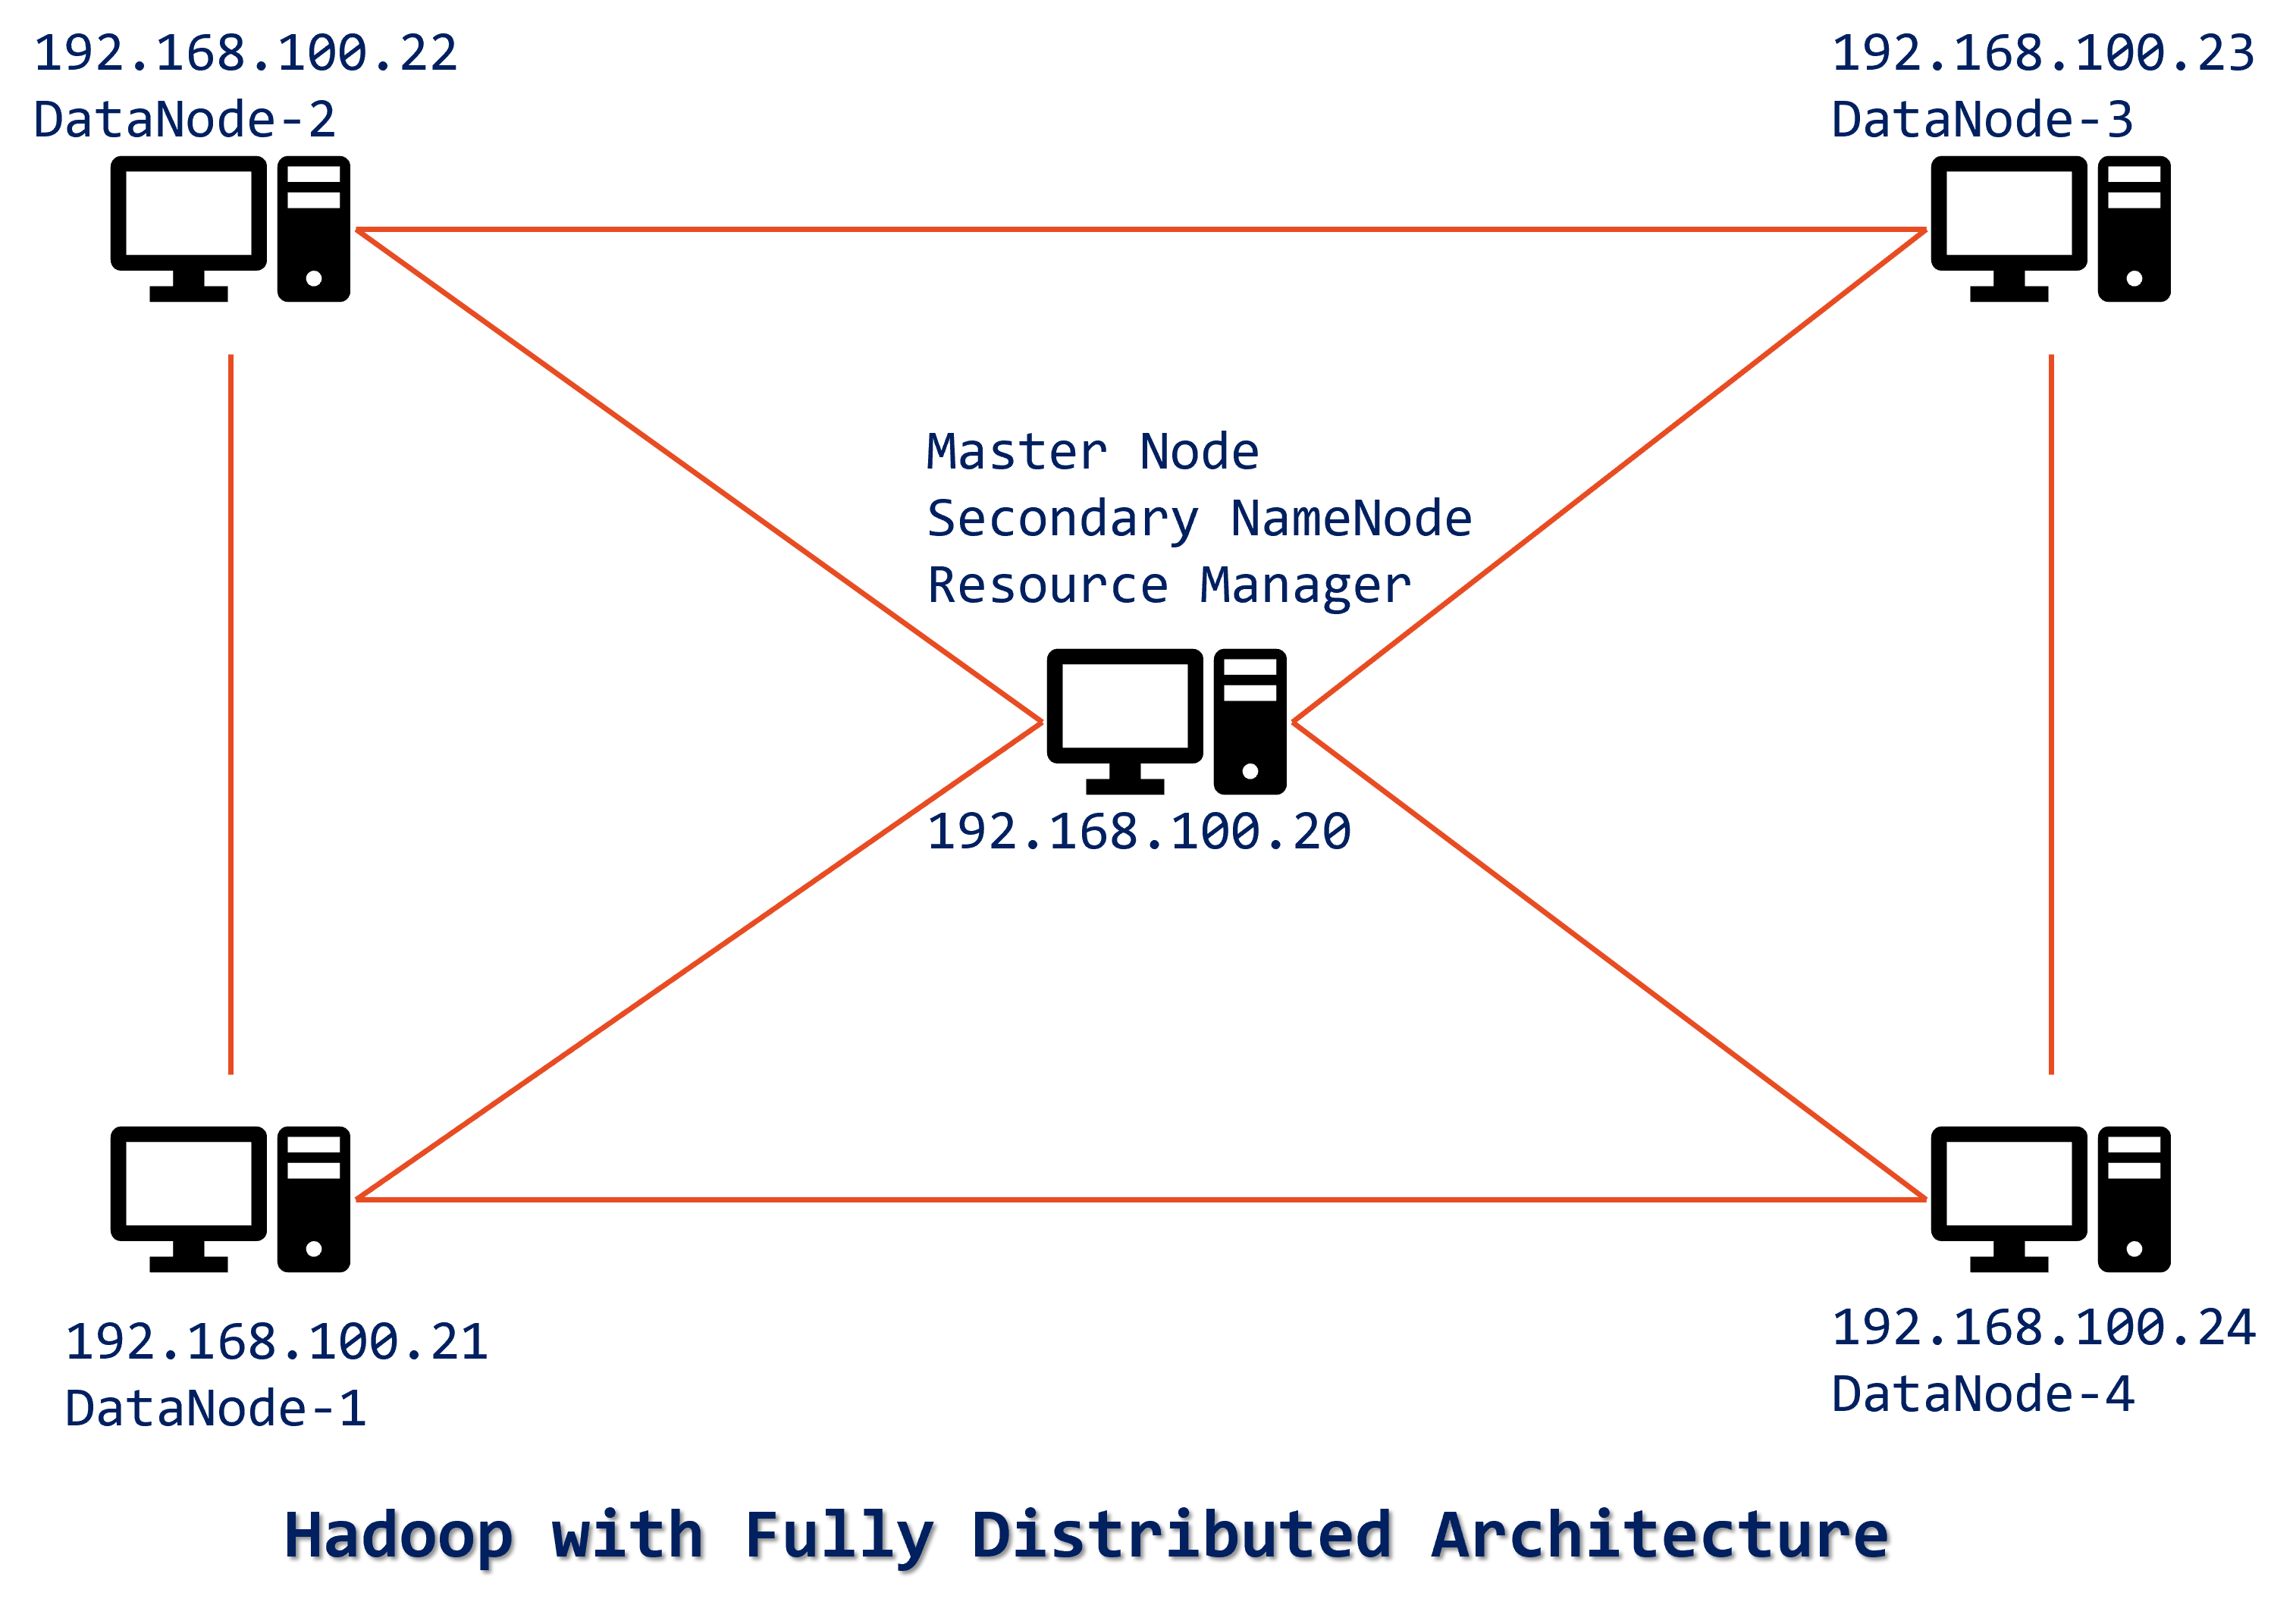 192.168.100.22
DataNode-2
192.168.100.23
DataNode-3
Master Node
Secondary NameNode
Resource Manager
192.168.100.20
192.168.100.21
DataNode-1
192.168.100.24
DataNode-4
Hadoop with Fully Distributed Architecture